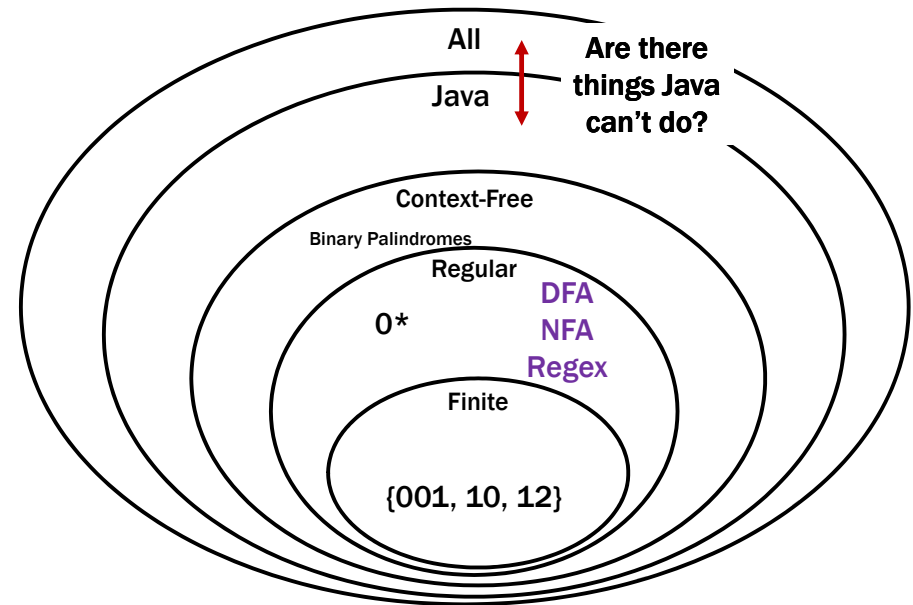 All
Are there
things Java
can't do?
Java
Context-Free
Binary Palindromes
Regular
DFA
0*
NFA
Regex
Finite
{001, 10, 12}